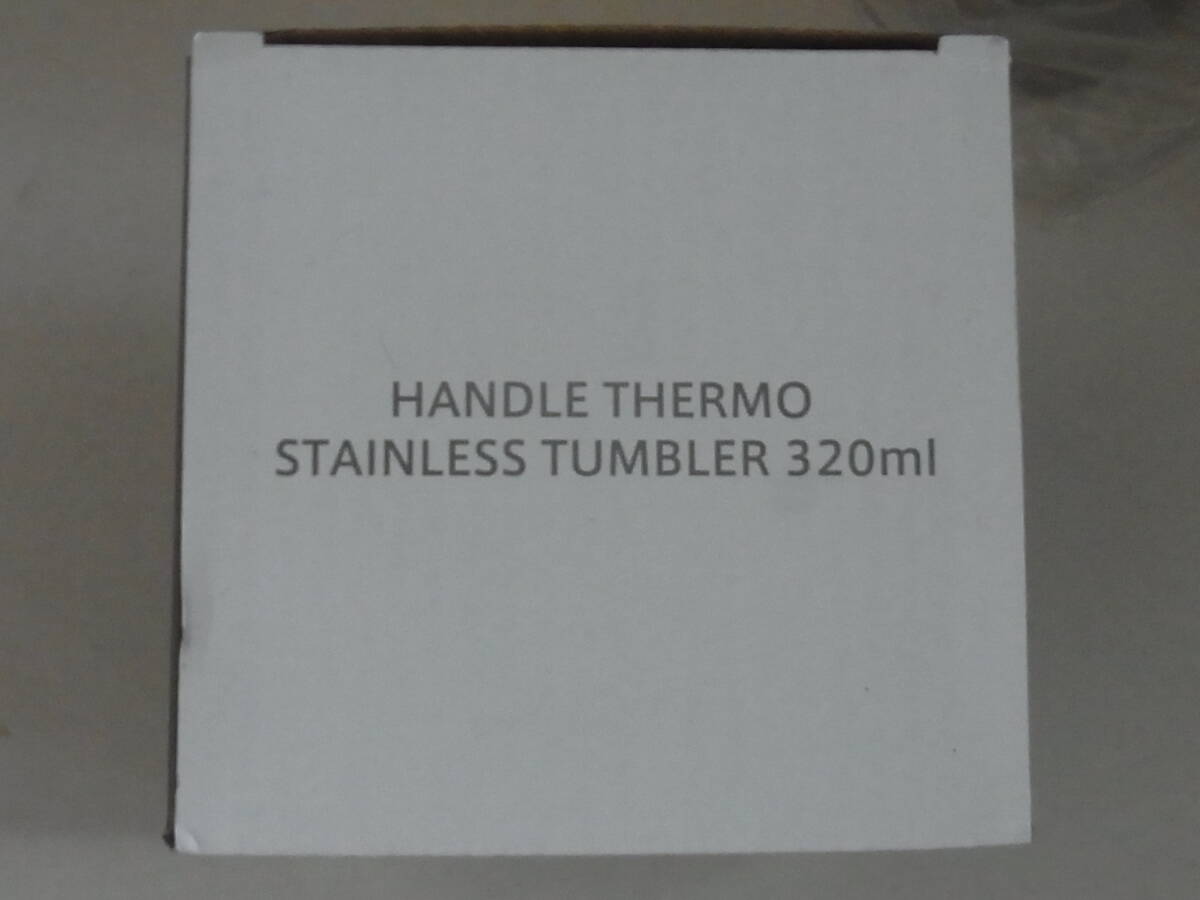 HANDLE THERMO
STAINLESS TUMBLER 320ml